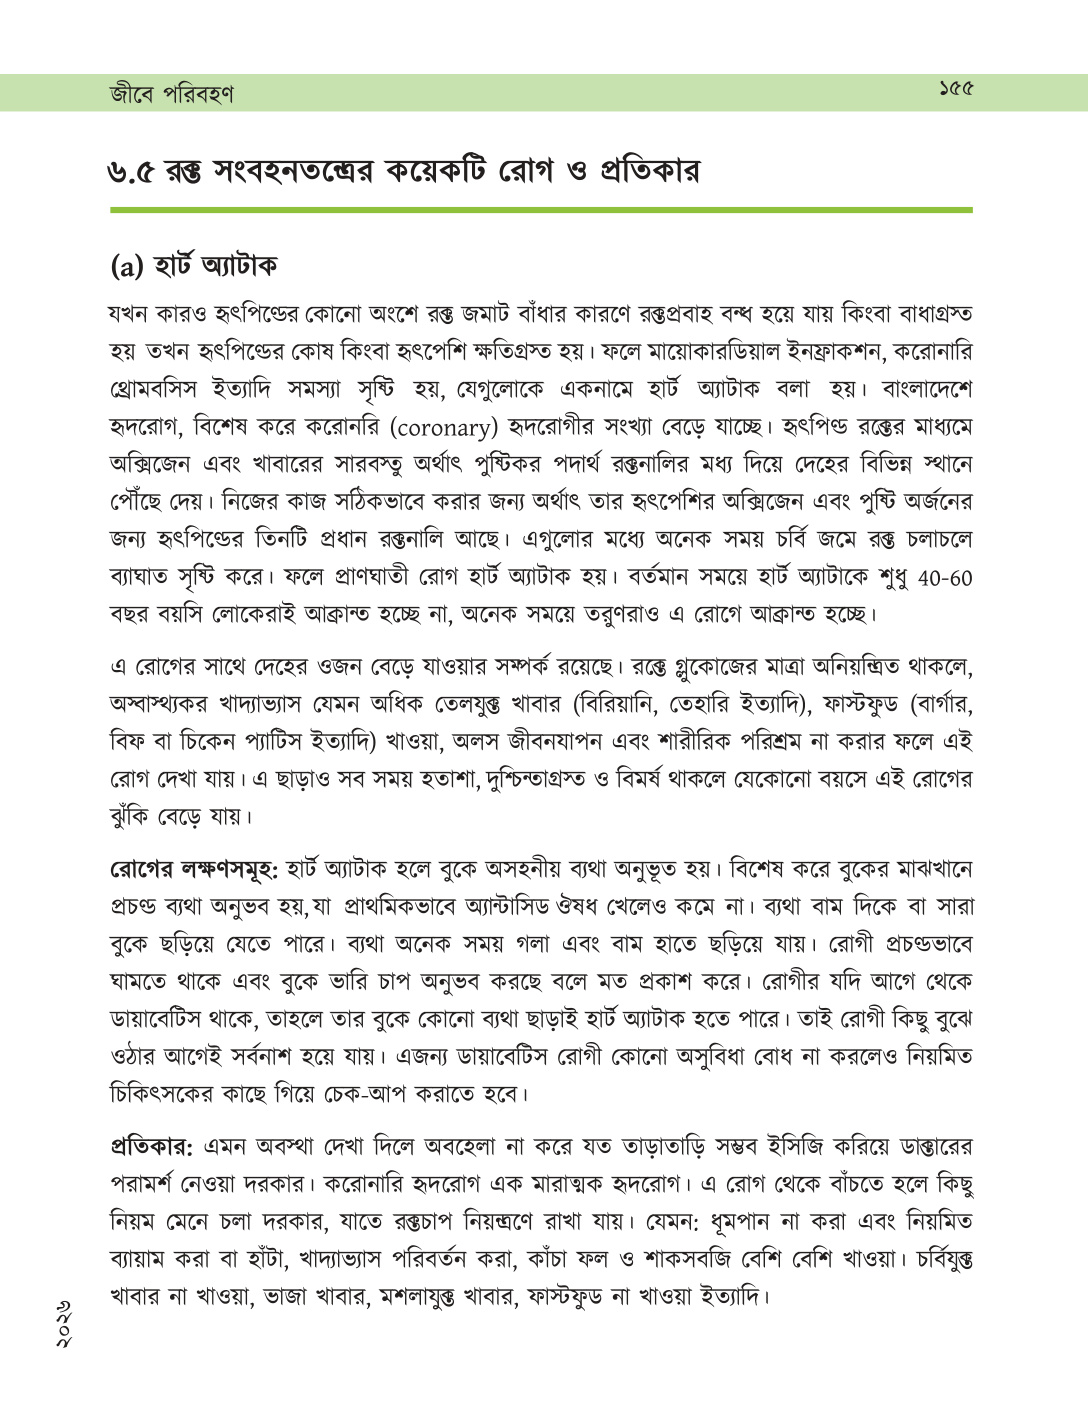 জীবে পরিবহণ
১৫৫
৬.৫ রক্ত সংবহনতন্ত্রের কয়েকটি রোগ ও প্রতিকার
(a) হার্ট অ্যাটাক
যখন কারও হৃৎপিণ্ডের কোনো অংশে রক্ত জমাট বাঁধার কারণে রক্তপ্রবাহ বন্ধ হয়ে যায় কিংবা বাধাগ্রস্ত
হয় তখন হৃৎপিণ্ডের কোষ কিংবা হৃৎপেশি ক্ষতিগ্রস্ত হয়। ফলে মায়োকারডিয়াল ইনফ্রাকশন, করোনারি
থ্রোমবসিস ইত্যাদি সমস্যা সৃষ্টি হয়, যেগুলোকে একনামে হার্ট অ্যাটাক বলা হয়। বাংলাদেশে
হৃদরোগ, বিশেষ করে করোনরি (coronary) হৃদরোগীর সংখ্যা বেড়ে যাচ্ছে। হৃৎপিণ্ড রক্তের মাধ্যমে
অক্সিজেন এবং খাবারের সারবস্তু অর্থাৎ পুষ্টিকর পদার্থ রক্তনালির মধ্য দিয়ে দেহের বিভিন্ন স্থানে
পৌঁছে দেয়। নিজের কাজ সঠিকভাবে করার জন্য অর্থাৎ তার হৃৎপেশির অক্সিজেন এবং পুষ্টি অর্জনের
জন্য হৃৎপিণ্ডের তিনটি প্রধান রক্তনালি আছে। এগুলোর মধ্যে অনেক সময় চর্বি জমে রক্ত চলাচলে
ব্যাঘাত সৃষ্টি করে। ফলে প্রাণঘাতী রোগ হার্ট অ্যাটাক হয়। বর্তমান সময়ে হার্ট অ্যাটাকে শুধু 40-60
বছর বয়সি লোকেরাই আক্রান্ত হচ্ছে না, অনেক সময়ে তরুণরাও এ রোগে আক্রান্ত হচ্ছে।
এ রোগের সাথে দেহের ওজন বেড়ে যাওয়ার সম্পর্ক রয়েছে। রক্তে গ্লুকোজের মাত্রা অনিয়ন্ত্রিত থাকলে,
অস্বাস্থ্যকর খাদ্যাভ্যাস যেমন অধিক তেলযুক্ত খাবার (বিরিয়ানি, তেহারি ইত্যাদি), ফাস্টফুড (বার্গার,
বিফ বা চিকেন প্যাটিস ইত্যাদি) খাওয়া, অলস জীবনযাপন এবং শারীরিক পরিশ্রম না করার ফলে এই
রোগ দেখা যায়। এ ছাড়াও সব সময় হতাশা, দুশ্চিন্তাগ্রস্ত ও বিমর্ষ থাকলে যেকোনো বয়সে এই রোগের
ঝুঁকি বেড়ে যায়।
রোগের লক্ষণসমূহ: হার্ট অ্যাটাক হলে বুকে অসহনীয় ব্যথা অনুভূত হয়। বিশেষ করে বুকের মাঝখানে
প্রচণ্ড ব্যথা অনুভব হয়, যা প্রাথমিকভাবে অ্যান্টাসিড ঔষধ খেলেও কমে না। ব্যথা বাম দিকে বা সারা
বুকে ছড়িয়ে যেতে পারে। ব্যথা অনেক সময় গলা এবং বাম হাতে ছড়িয়ে যায়। রোগী প্রচণ্ডভাবে
ঘামতে থাকে এবং বুকে ভারি চাপ অনুভব করছে বলে মত প্রকাশ করে। রোগীর যদি আগে থেকে
ডায়াবেটিস থাকে, তাহলে তার বুকে কোনো ব্যথা ছাড়াই হার্ট অ্যাটাক হতে পারে। তাই রোগী কিছু বুঝে
ওঠার আগেই সর্বনাশ হয়ে যায়। এজন্য ডায়াবেটিস রোগী কোনো অসুবিধা বোধ না করলেও নিয়মিত
চিকিৎসকের কাছে গিয়ে চেক-আপ করাতে হবে।
প্রতিকার: এমন অবস্থা দেখা দিলে অবহেলা না করে যত তাড়াতাড়ি সম্ভব ইসিজি করিয়ে ডাক্তারের
পরামর্শ নেওয়া দরকার। করোনারি হৃদরোগ এক মারাত্মক হৃদরোগ। এ রোগ থেকে বাঁচতে হলে কিছু
নিয়ম মেনে চলা দরকার, যাতে রক্তচাপ নিয়ন্ত্রণে রাখা যায়। যেমন: ধূমপান না করা এবং নিয়মিত
ব্যায়াম করা বা হাঁটা, খাদ্যাভ্যাস পরিবর্তন করা, কাঁচা ফল ও শাকসবজি বেশি বেশি খাওয়া। চর্বিযুক্ত
খাবার না খাওয়া, ভাজা খাবার, মশলাযুক্ত খাবার, ফাস্টফুড না খাওয়া ইত্যাদি।
২০২৬